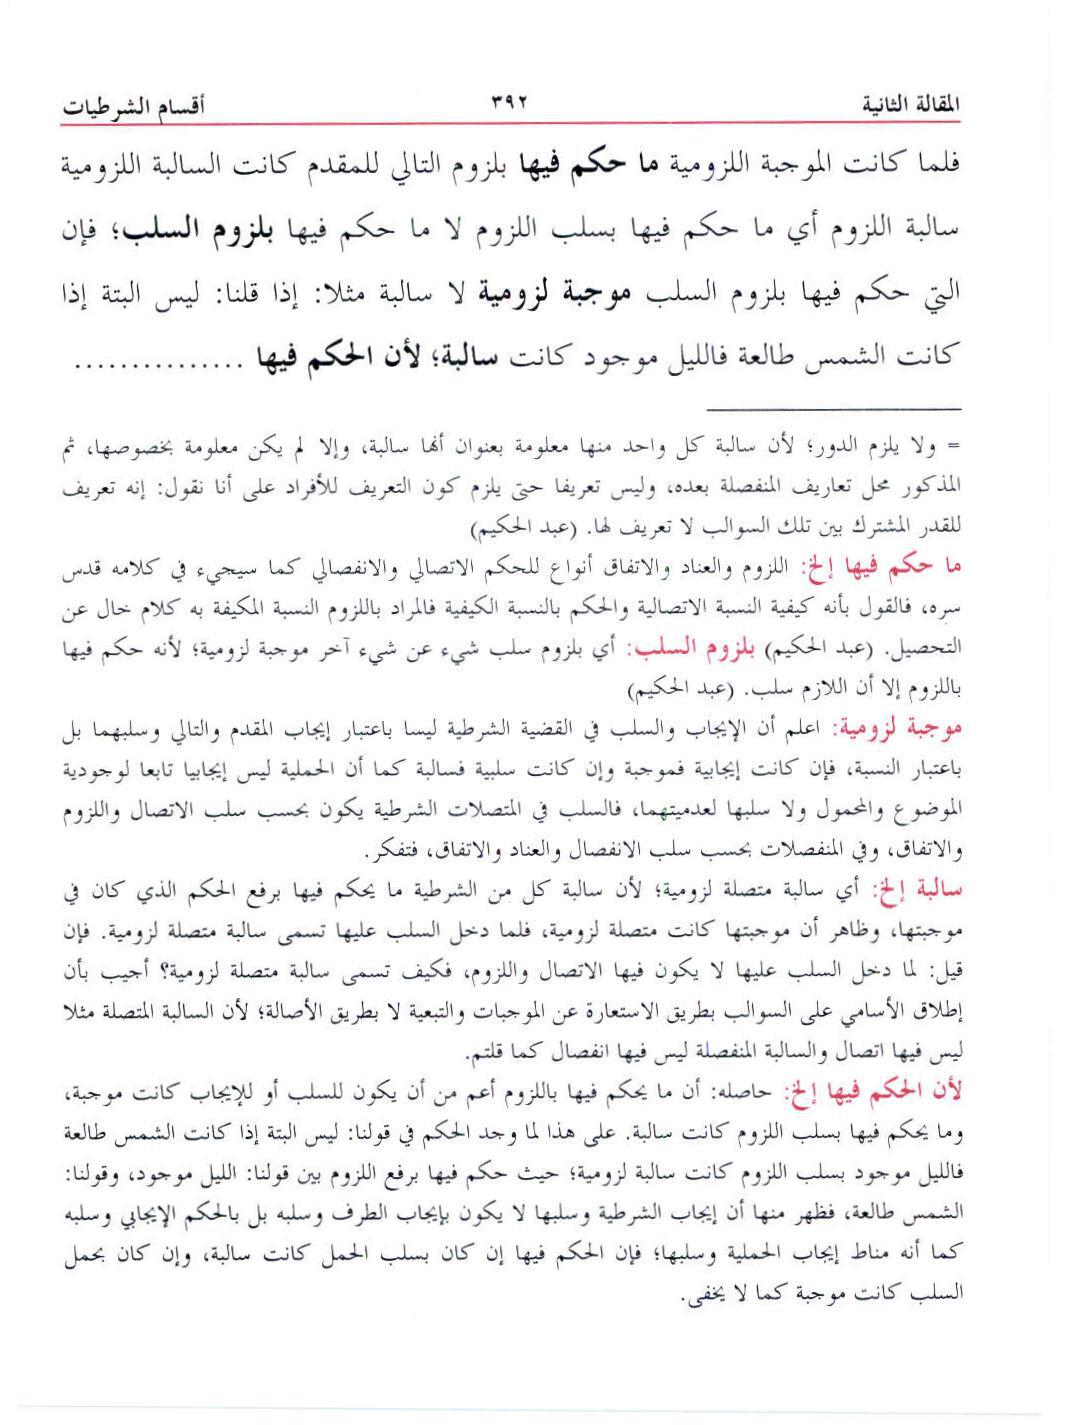 المقالة الثانية ٣٩٢ أقسام الشرطيات
فلما كانت الموجبة اللزومية ما حكم فيها بلزوم التالي للمقدم كانت السالبة اللزومية
سالبة اللزوم أي ما حكم فيها بسلب اللزوم لا ما حكم فيها بلزوم السلب؛ فإن
التي حكم فيها بلزوم السلب موجبة لزومية لا سالبة مثلا: إذا قلنا: ليس البتة إذا
كانت الشمس طالعة فالليل موجود كانت سالبة؛ لأن الحكم فيها ...............
= ولا يلزم الدور؛ لأن سالبة كل واحد منها معلومة بعنوان أنها سالبة، وإلا لم يكن معلومة بخصوصها، ثم
المذكور محل تعاريف المنفصلة بعده، وليس تعريفا حتى يلزم كون التعريف للأفراد على أنا نقول: إنه تعريف
للقدر المشترك بين تلك السوالب لا تعريف لها. (عبد الحكيم)
ما حكم فيها إلخ: اللزوم والعناد والاتفاق أنواع للحكم الاتصالي والانفصالي كما سيجيء في كلامه قدس
سره، فالقول بأنه كيفية النسبة الاتصالية والحكم بالنسبة الكيفية فالمراد باللزوم النسبة المكيفة به كلام خال عن
التحصيل. (عبد الحكيم) بلزوم السلب: أي بلزوم سلب شيء عن شيء آخر موجبة لزومية؛ لأنه حكم فيها
باللزوم إلا أن اللازم سلب. (عبد الحكيم)
موجبة لزومية: اعلم أن الإيجاب والسلب في القضية الشرطية ليسا باعتبار إيجاب المقدم والتالي وسلبهما بل
باعتبار النسبة، فإن كانت إيجابية فموجبة وإن كانت سلبية فسالبة كما أن الحملية ليس إيجابيا تابعا لوجودية
الموضوع والمحمول ولا سلبها لعدميتهما، فالسلب في المتصلات الشرطية يكون بحسب سلب الاتصال واللزوم
والاتفاق، وفي المنفصلات بحسب سلب الانفصال والعناد والاتفاق، فتفكر.
سالبة إلخ: أي سالبة متصلة لزومية؛ لأن سالبة كل من الشرطية ما يحكم فيها برفع الحكم الذي كان في
موجبتها، وظاهر أن موجبتها كانت متصلة لزومية، فلما دخل السلب عليها تسمى سالبة متصلة لزومية. فإن
قيل: لما دخل السلب عليها لا يكون فيها الاتصال واللزوم، فكيف تسمى سالبة متصلة لزومية؟ أجيب بأن
إطلاق الأسامي على السوالب بطريق الاستعارة عن الموجبات والتبعية لا بطريق الأصالة؛ لأن السالبة المتصلة مثلا
ليس فيها اتصال والسالبة المنفصلة ليس فيها انفصال كما قلتم.
لأن الحكم فيها إلخ: حاصله: أن ما يحكم فيها باللزوم أعم من أن يكون للسلب أو للإيجاب كانت موجبة،
وما يحكم فيها بسلب اللزوم كانت سالبة. على هذا لما وجد الحكم في قولنا: ليس البتة إذا كانت الشمس طالعة
فالليل موجود بسلب اللزوم كانت سالبة لزومية؛ حيث حكم فيها برفع اللزوم بين قولنا: الليل موجود، وقولنا:
الشمس طالعة، فظهر منها أن إيجاب الشرطية وسلبها لا يكون بإيجاب الطرف وسلبه بل بالحكم الإيجابي وسلبه
كما أنه مناط إيجاب الحملية وسلبها؛ فإن الحكم فيها إن كان بسلب الحمل كانت سالبة، وإن كان بحمل
السلب كانت موجبة كما لا يخفى.